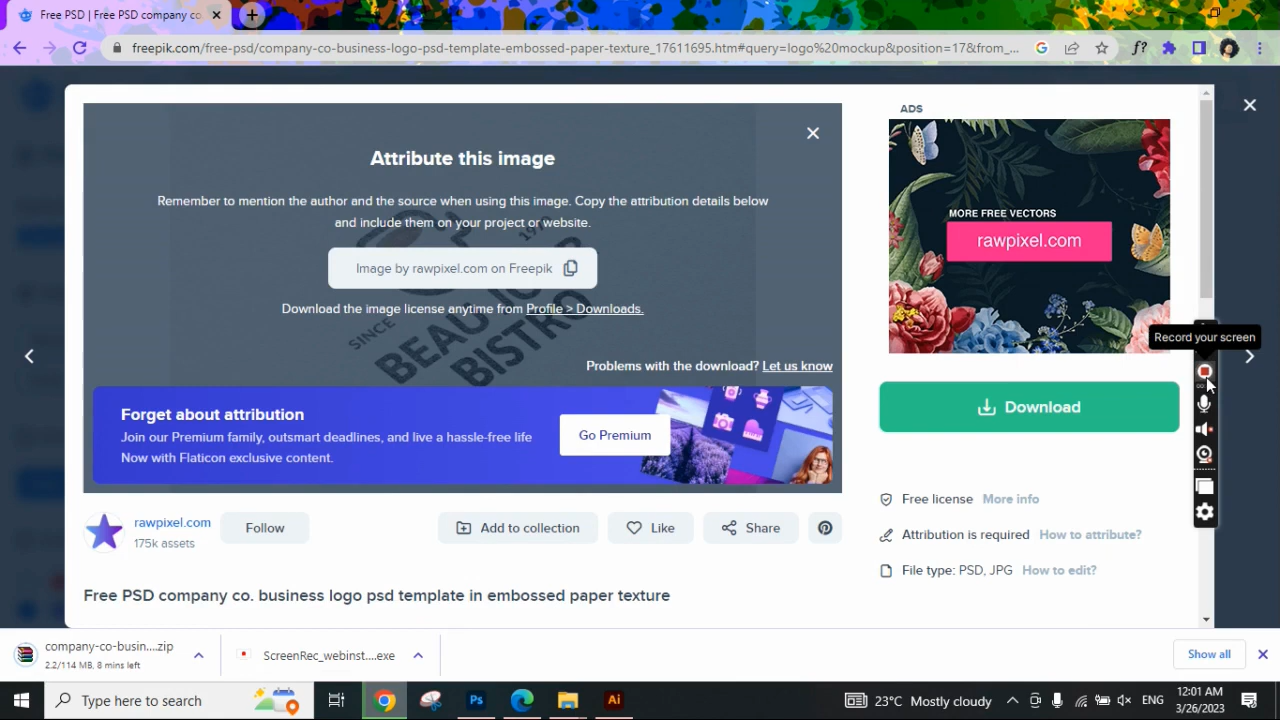 Free PSD | Free PSD company co
freepik.com/free-psd/company-co-business-logo-psd-template-embossed-paper-texture_17611695.htm#query=logo%20mockup&position=17&from_...
f?
Attribute this image
Remember to mention the author and the source when using this image. Copy the attribution details below
and include them on your project or website.
Image by rawpixel.com on Freepik
Download the image license anytime from Profile > Downloads.
SINCE 19
BEAU JOUR
BISTRO
Problems with the download? Let us know
Forget about attribution
Join our Premium family, outsmart deadlines, and live a hassle-free life
Now with Flaticon exclusive content.
Go Premium
ADS
MORE FREE VECTORS
rawpixel.com
Record your screen
Download
Free license More info
Attribution is required How to attribute?
File type: PSD, JPG How to edit?
rawpixel.com
175k assets
Follow
Add to collection
Like
Share
Free PSD company co. business logo psd template in embossed paper texture
company-co-busin....zip
2.2/114 MB, 8 mins left
ScreenRec_webinst....exe
Show all
Type here to search
Ps
Ai
23°C Mostly cloudy
ENG
12:01 AM
3/26/2023